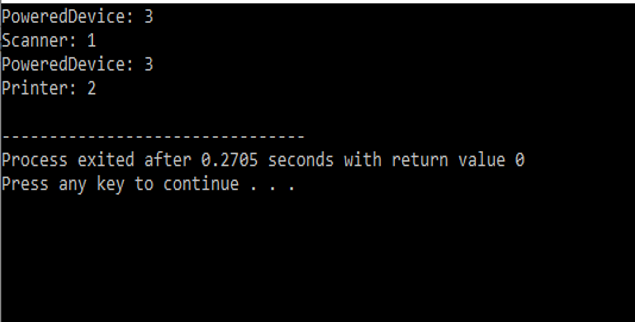 PoweredDevice: 3
Scanner: 1
PoweredDevice: 3
Printer: 2
--------------------------------
Process exited after 0.2705 seconds with return value 0
Press any key to continue . . .